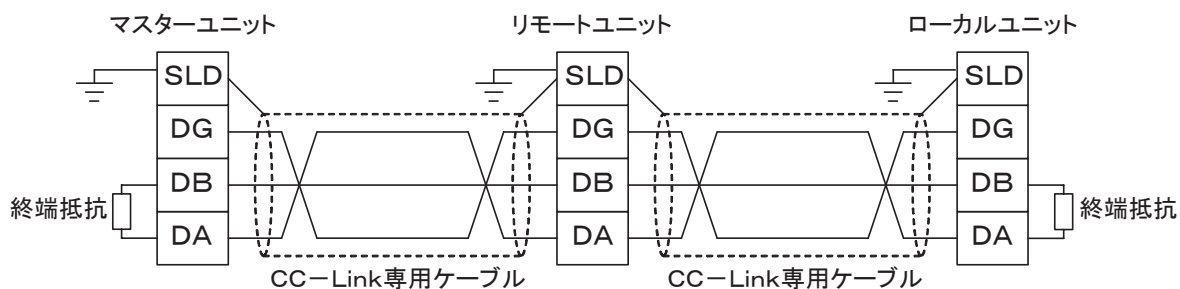 マスターユニット リモートユニット ローカルユニット
SLD SLD SLD
DG DG DG
DB DB DB
終端抵抗 終端抵抗
DA DA DA
CC－Link専用ケーブル CC－Link専用ケーブル